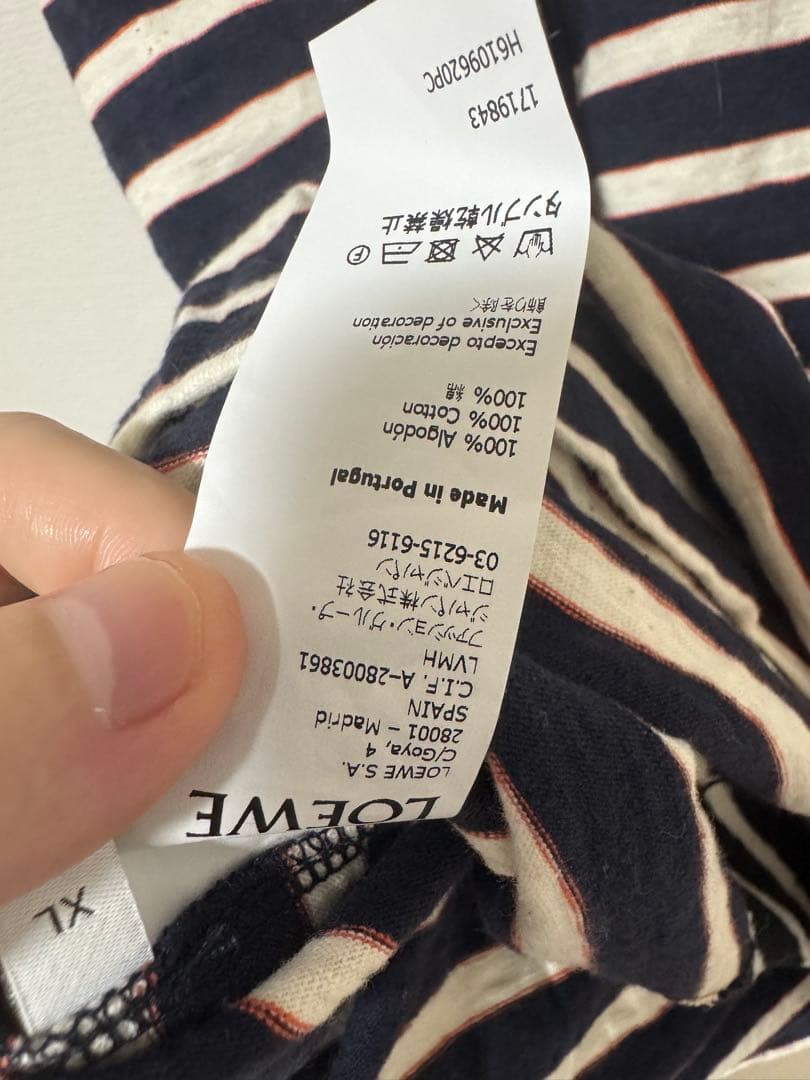 LOEWE
LOEWE S.A.
C/Goya, 4
28001 – Madrid
SPAIN
C.I.F. A-28003861
LVMH
ファッション・グループ・
ジャパン株式会社
ロエベジャパン
03-6215-6116
Made in Portugal
100% Algodón
100% Cotton
100% 綿
Excepto decoración
Exclusive of decoration
飾りを除く
F
タンブル乾燥禁止
1719843
H6109620PC
XL